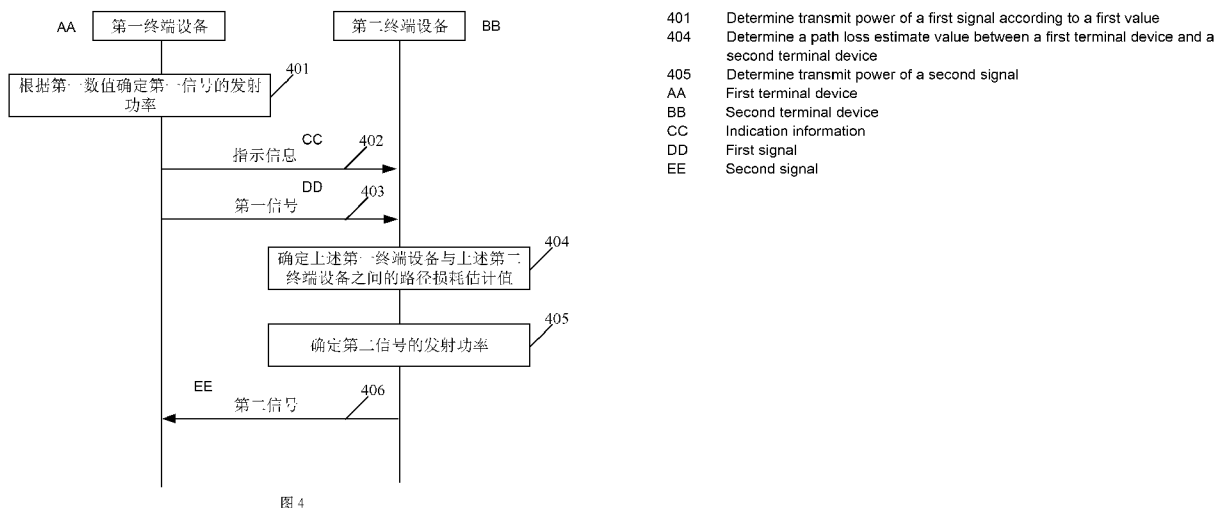 AA
第一终端设备
第二终端设备
BB
401
根据第一数值确定第一信号的发射
功率
CC
402
指示信息
DD
403
第一信号
404
确定上述第一终端设备与上述第二
终端设备之间的路径损耗估计值
405
确定第二信号的发射功率
EE
406
第二信号
图 4
401 Determine transmit power of a first signal according to a first value
404 Determine a path loss estimate value between a first terminal device and a
second terminal device
405 Determine transmit power of a second signal
AA First terminal device
BB Second terminal device
CC Indication information
DD First signal
EE Second signal